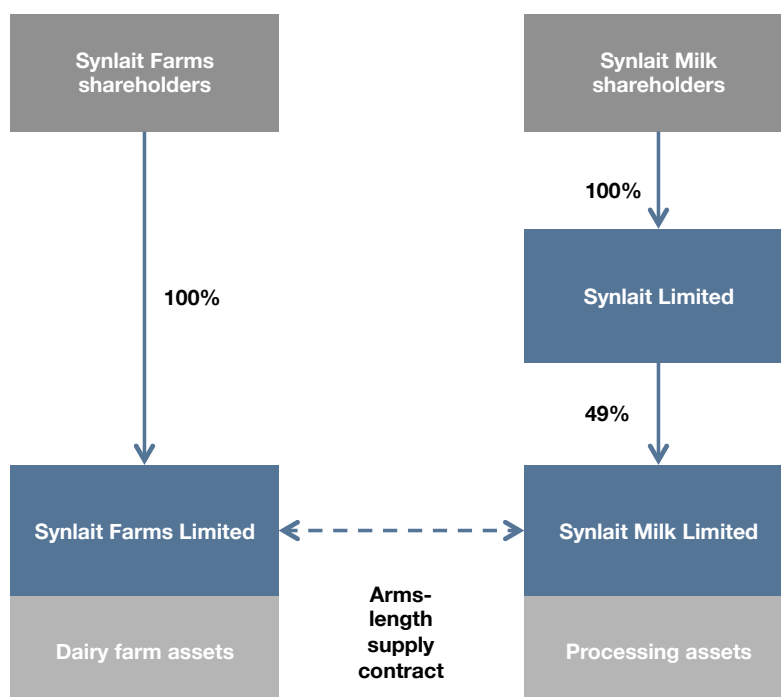 Synlait Farms
shareholders
Synlait Milk
shareholders
100%
100%
Synlait Limited
49%
Synlait Farms Limited
Synlait Milk Limited
Arms-
length
supply
contract
Dairy farm assets
Processing assets